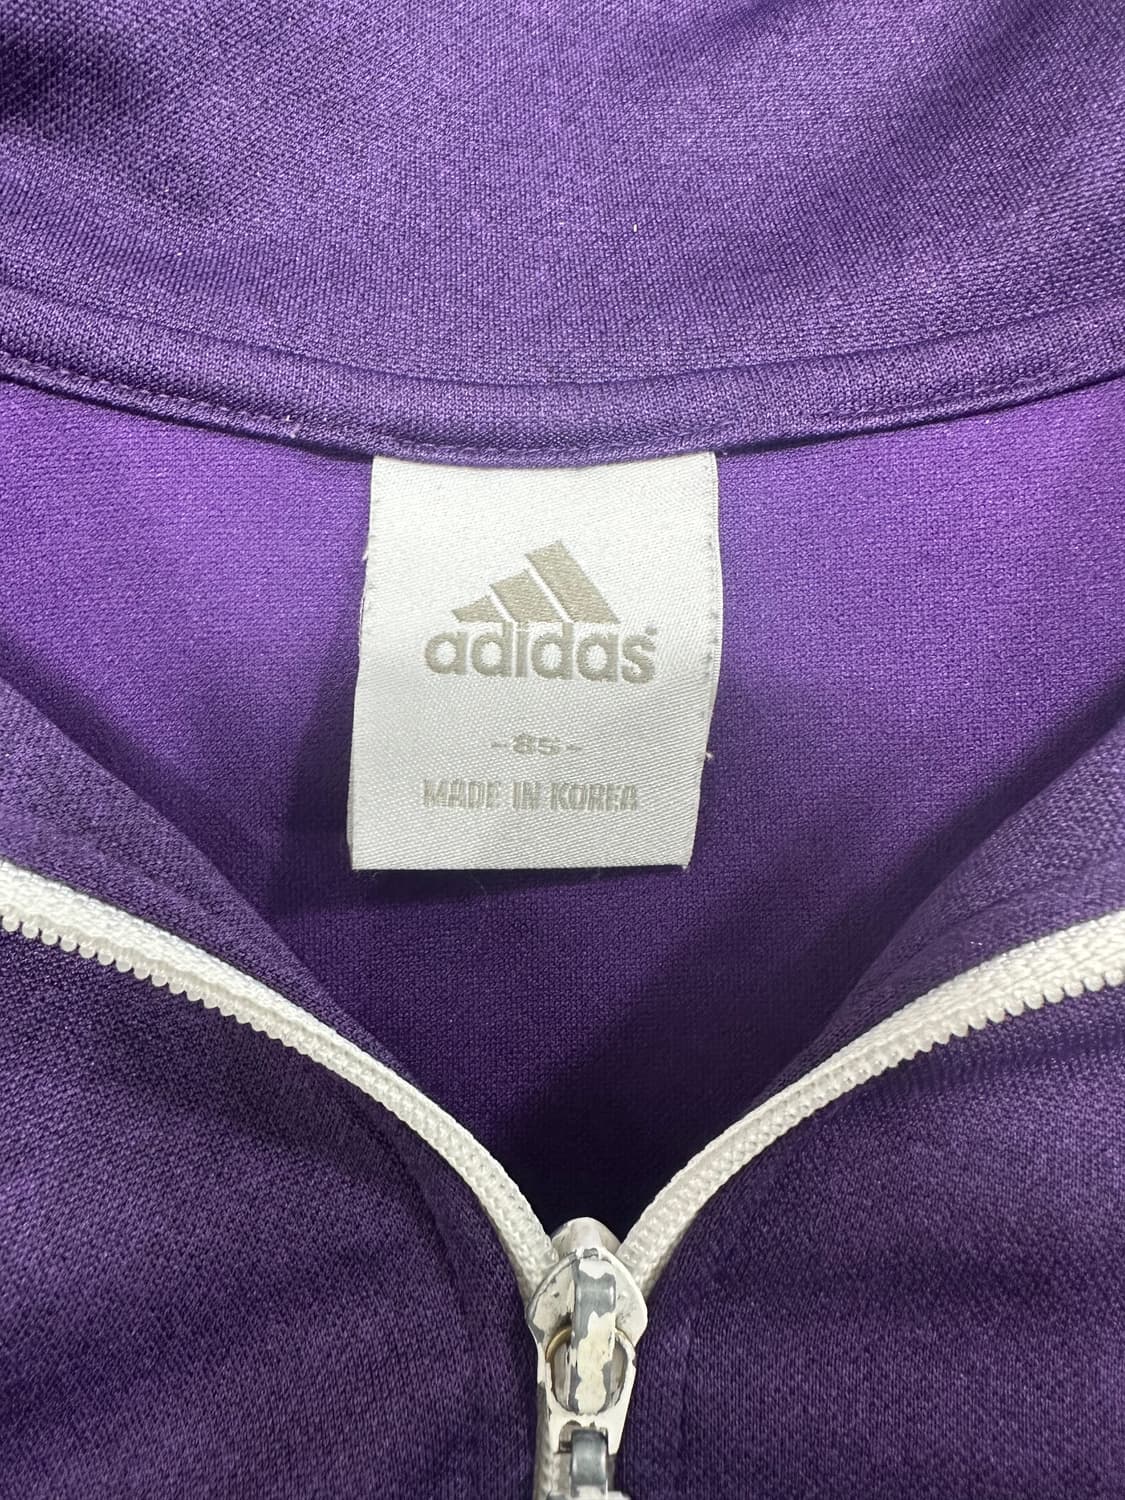 adidas
-85-
MADE IN KOREA